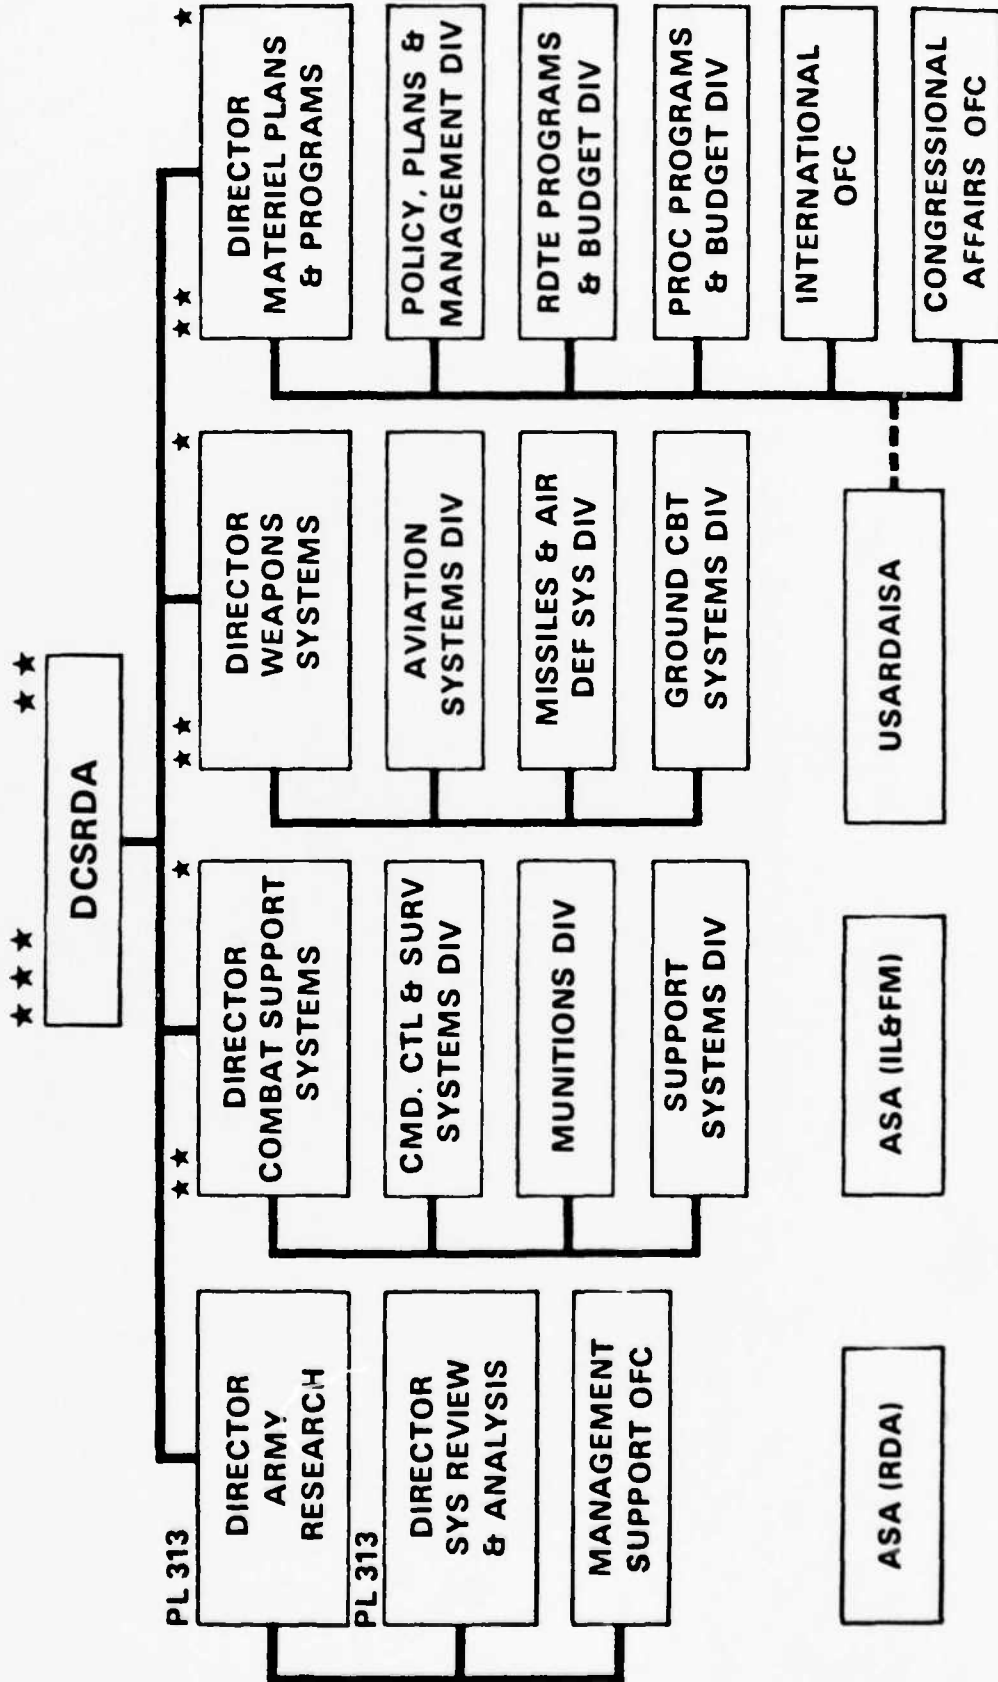 DCSRDA
PL 313
DIRECTOR
ARMY
RESEARCH
PL 313
DIRECTOR
SYS REVIEW
& ANALYSIS
MANAGEMENT
SUPPORT OFC
DIRECTOR
COMBAT SUPPORT
SYSTEMS
CMD. CTL & SURV
SYSTEMS DIV
MUNITIONS DIV
SUPPORT
SYSTEMS DIV
DIRECTOR
WEAPONS
SYSTEMS
AVIATION
SYSTEMS DIV
MISSILES & AIR
DEF SYS DIV
GROUND CBT
SYSTEMS DIV
DIRECTOR
MATERIEL PLANS
& PROGRAMS
POLICY, PLANS &
MANAGEMENT DIV
RDTE PROGRAMS
& BUDGET DIV
PROC PROGRAMS
& BUDGET DIV
INTERNATIONAL
OFC
CONGRESSIONAL
AFFAIRS OFC
ASA (RDA)
ASA (IL&FM)
USARDAISA